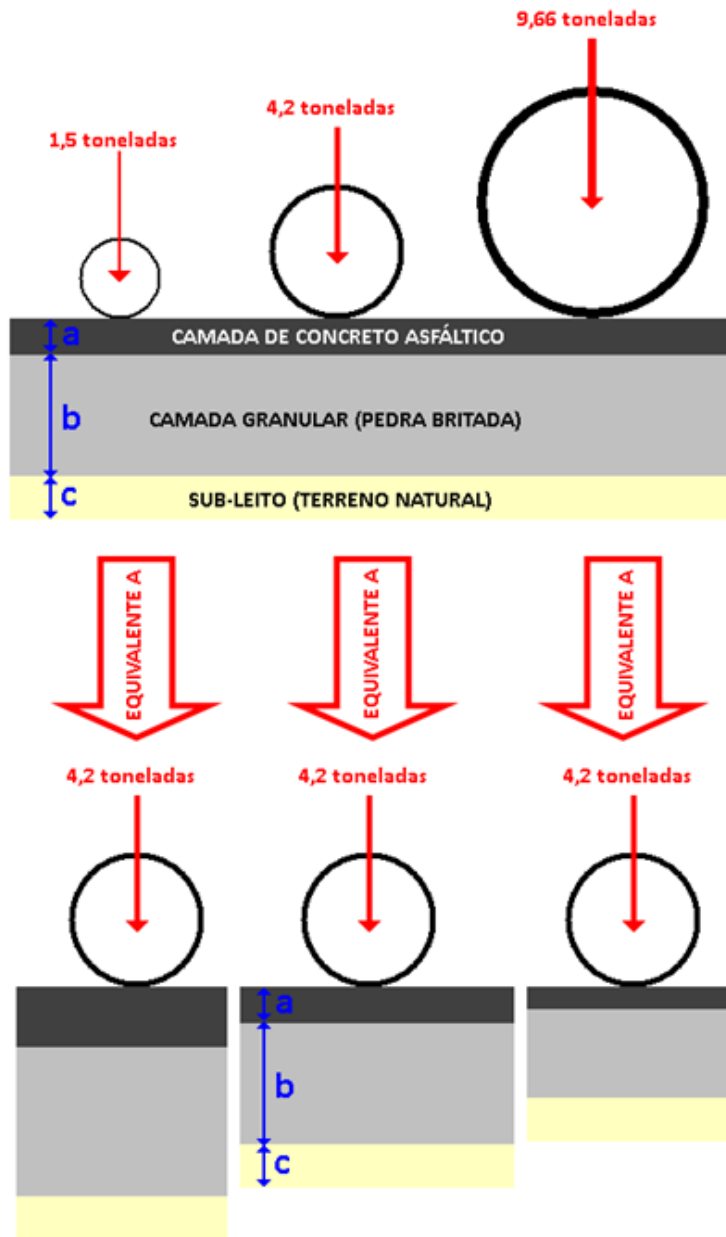 9,66 toneladas
4,2 toneladas
1,5 toneladas
a
CAMADA DE CONCRETO ASFÁLTICO
b
CAMADA GRANULAR (PEDRA BRITADA)
c
SUB-LEITO (TERRENO NATURAL)
EQUIVALENTE A
EQUIVALENTE A
EQUIVALENTE A
4,2 toneladas
4,2 toneladas
4,2 toneladas
a
b
c